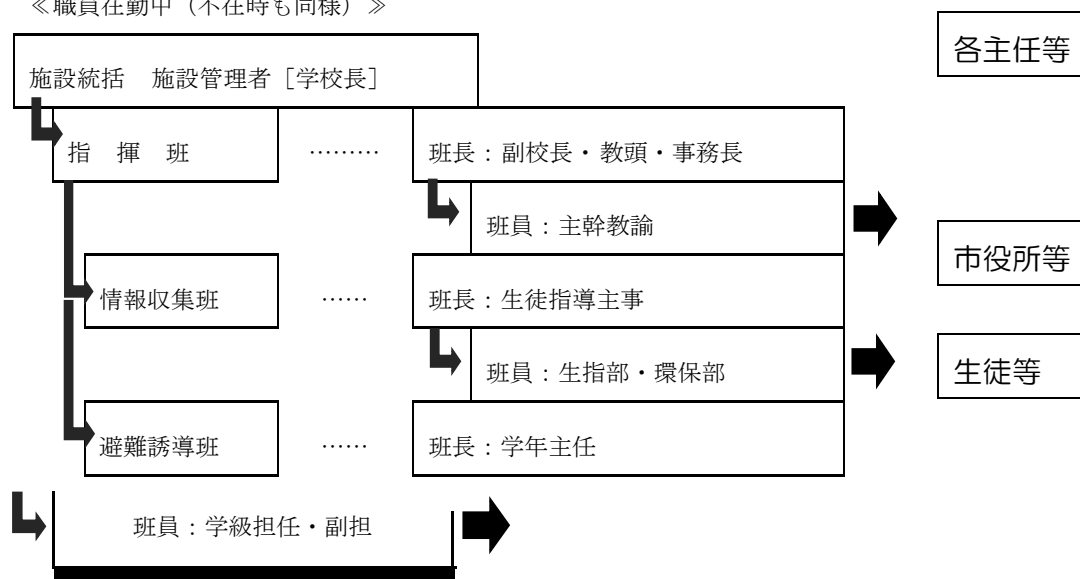 ≪職員在勤中（不在時も同様）≫
各主任等
施設統括　施設管理者［学校長］
指　揮　班　………　班長：副校長・教頭・事務長
班員：主幹教諭
市役所等
情報収集班　……　班長：生徒指導主事
班員：生指部・環保部
生徒等
避難誘導班　……　班長：学年主任
班員：学級担任・副担